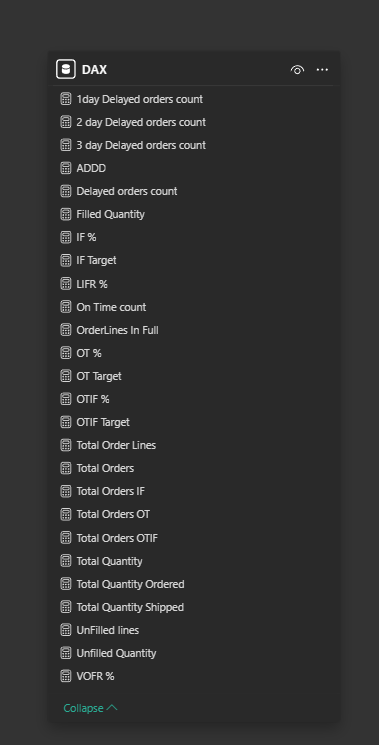 DAX
1day Delayed orders count
2 day Delayed orders count
3 day Delayed orders count
ADDD
Delayed orders count
Filled Quantity
IF %
IF Target
LIFR %
On Time count
OrderLines In Full
OT %
OT Target
OTIF %
OTIF Target
Total Order Lines
Total Orders
Total Orders IF
Total Orders OT
Total Orders OTIF
Total Quantity
Total Quantity Ordered
Total Quantity Shipped
UnFilled lines
Unfilled Quantity
VOFR %
Collapse